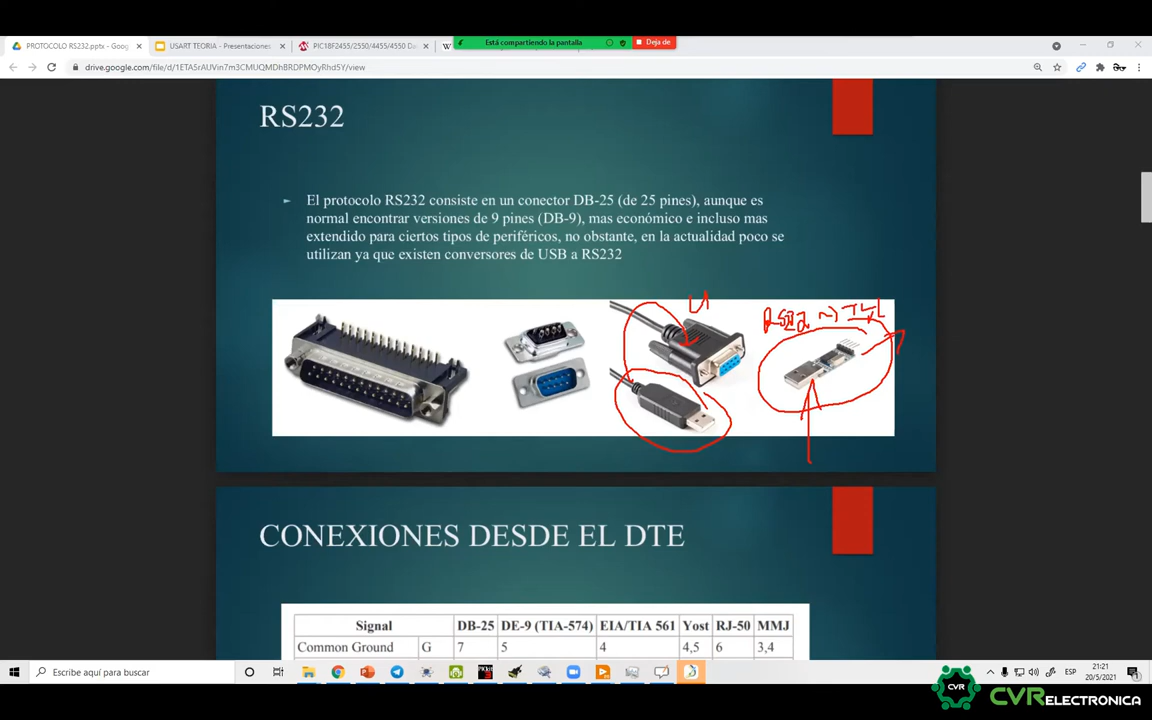 PROTOCOLO RS232.pptx - Goog
USART TEORIA - Presentaciones
PIC18F2455/2550/4455/4550 Da
W
Está compartiendo la pantalla
Deja de
drive.google.com/file/d/1ETASrAUVin7m3CMUQMDhBRDPMOyRhd5Y/view
RS232
El protocolo RS232 consiste en un conector DB-25 (de 25 pines), aunque es
normal encontrar versiones de 9 pines (DB-9), mas económico e incluso mas
extendido para ciertos tipos de periféricos, no obstante, en la actualidad poco se
utilizan ya que existen conversores de USB a RS232
CONEXIONES DESDE EL DTE
Signal DB-25 DE-9 (TIA-574) EIA/TIA 561 Yost RJ-50 MMJ
Common Ground G 7 5 4 4,5 6 3,4
Escribe aquí para buscar
ESP
21:21
20/5/2021
CVR
CVRELECTRONICA